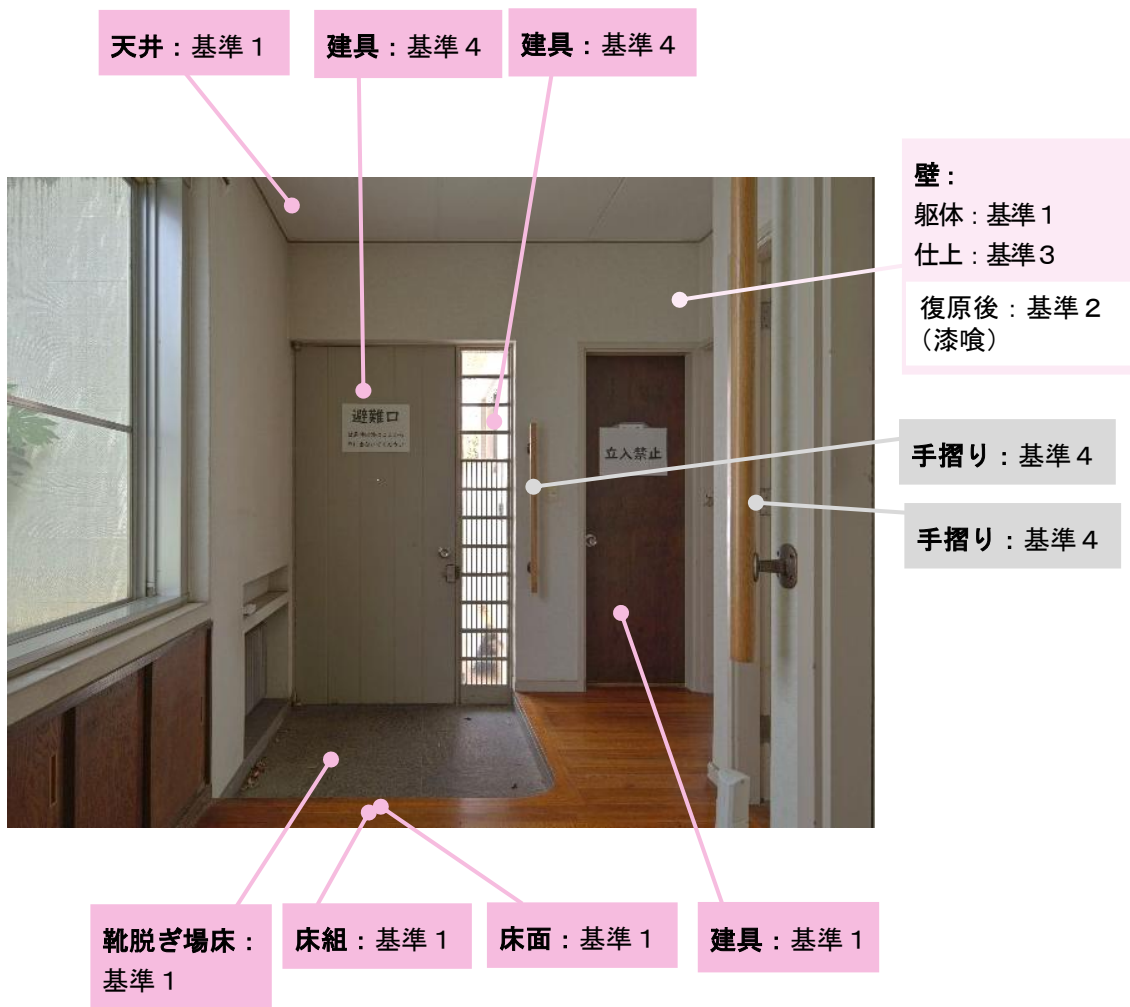 天井：基準１
建具：基準４
建具：基準４
壁：
躯体：基準１
仕上：基準３
復原後：基準２
（漆喰）
避難口
立入禁止
手摺り：基準４
手摺り：基準４
靴脱ぎ場床：
基準１
床組：基準１
床面：基準１
建具：基準１